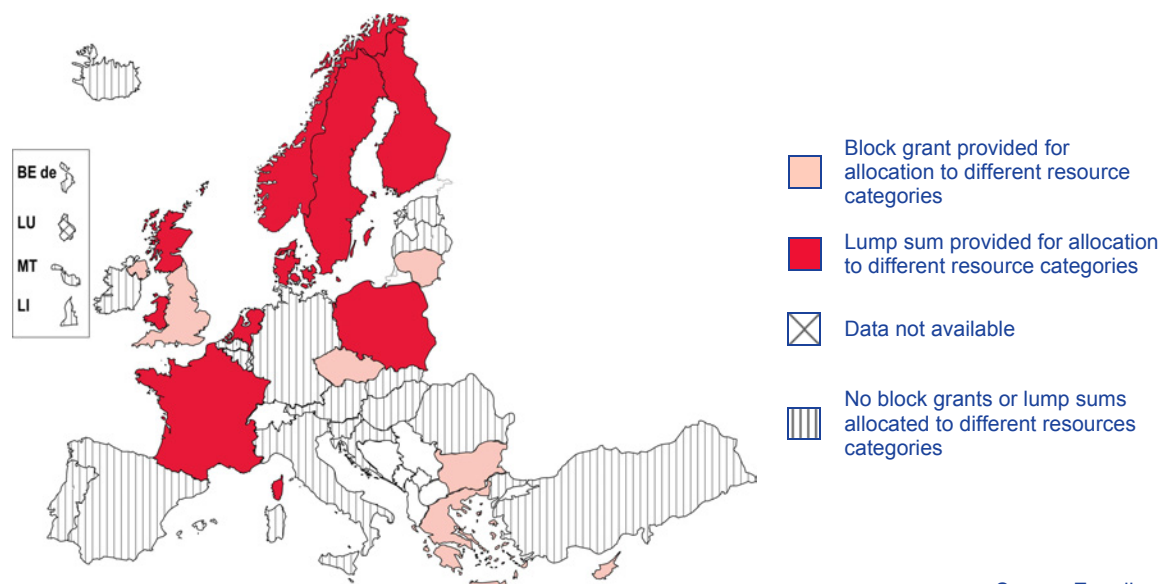 BE de
LU
MT
LI
Block grant provided for
allocation to different resource
categories
Lump sum provided for allocation
to different resource categories
Data not available
No block grants or lump sums
allocated to different resources
categories